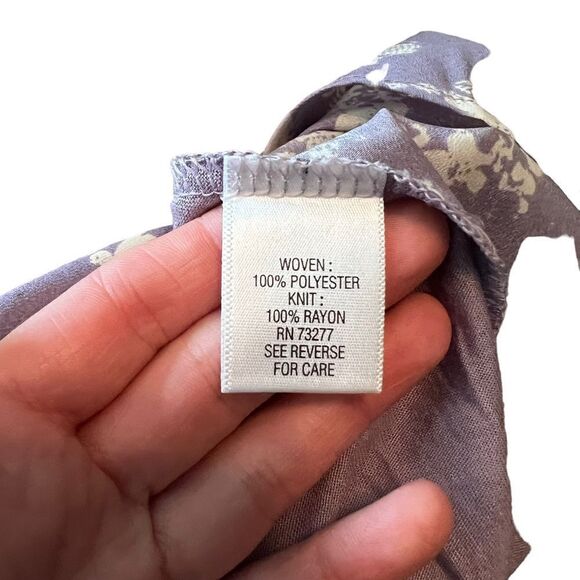 WOVEN :
100% POLYESTER
KNIT :
100% RAYON
RN 73277
SEE REVERSE
FOR CARE